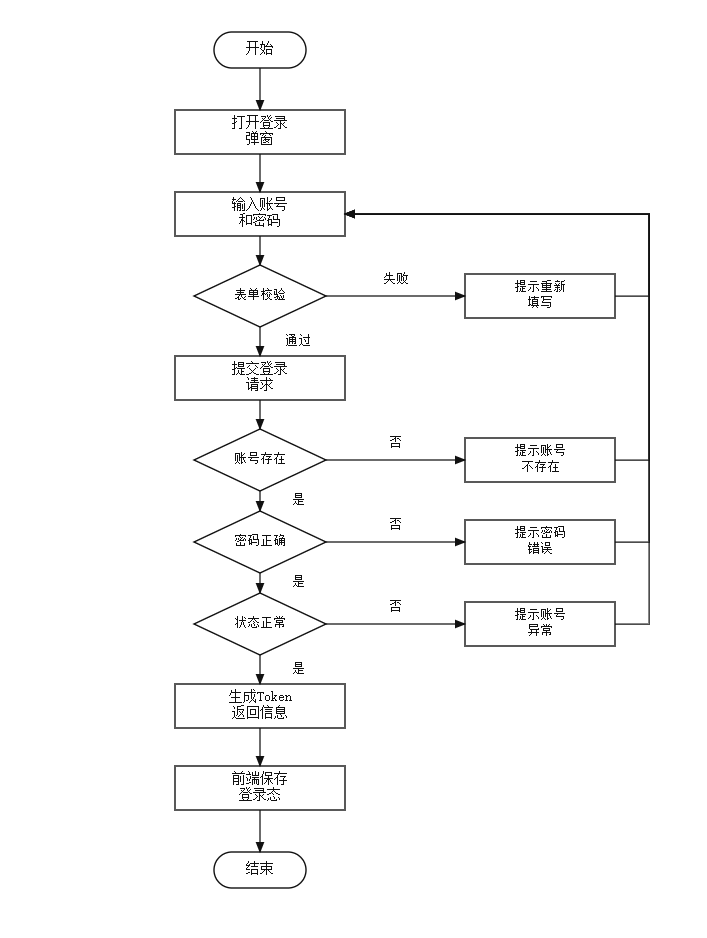 开始
打开登录
弹窗
输入账号
和密码
表单校验
失败
提示重新
填写
通过
提交登录
请求
账号存在
否
提示账号
不存在
是
密码正确
否
提示密码
错误
是
状态正常
否
提示账号
异常
是
生成Token
返回信息
前端保存
登录态
结束